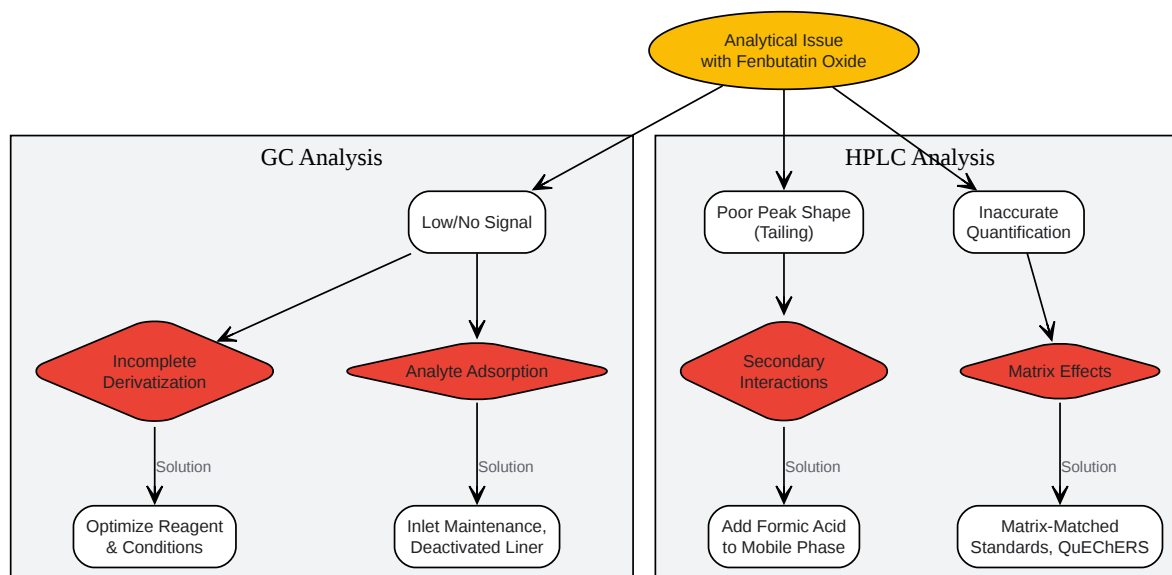 Analytical Issue
with Fenbutatin Oxide
GC Analysis
HPLC Analysis
Low/No Signal
Poor Peak Shape
(Tailing)
Inaccurate
Quantification
Incomplete
Derivatization
Analyte Adsorption
Secondary
Interactions
Matrix Effects
Solution
Solution
Solution
Solution
Optimize Reagent
& Conditions
Inlet Maintenance,
Deactivated Liner
Add Formic Acid
to Mobile Phase
Matrix-Matched
Standards, QuEChERS